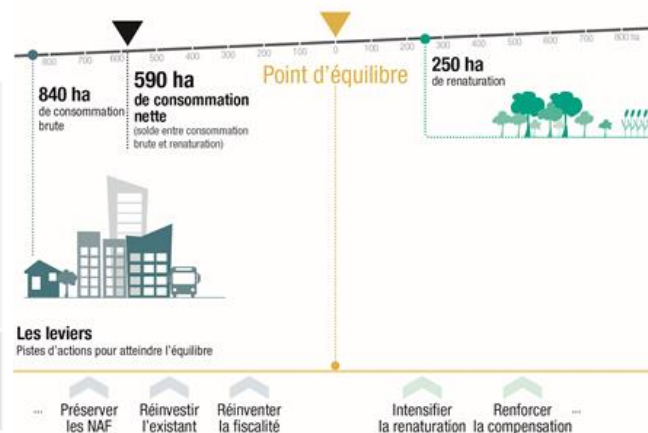 800 700 600 500 400 300 200 100 0 100 200 300 400 500 600 700 800 ha
840 ha
de consommation
brute
590 ha
de consommation
nette
(solde entre consommation
brute et renaturation)
Point d'équilibre
250 ha
de renaturation
Les leviers
Pistes d'actions pour atteindre l'équilibre
... Préserver
les NAF
Réinvestir
l'existant
Réinventer
la fiscalité
Intensifier
la renaturation
Renforcer ...
la compensation